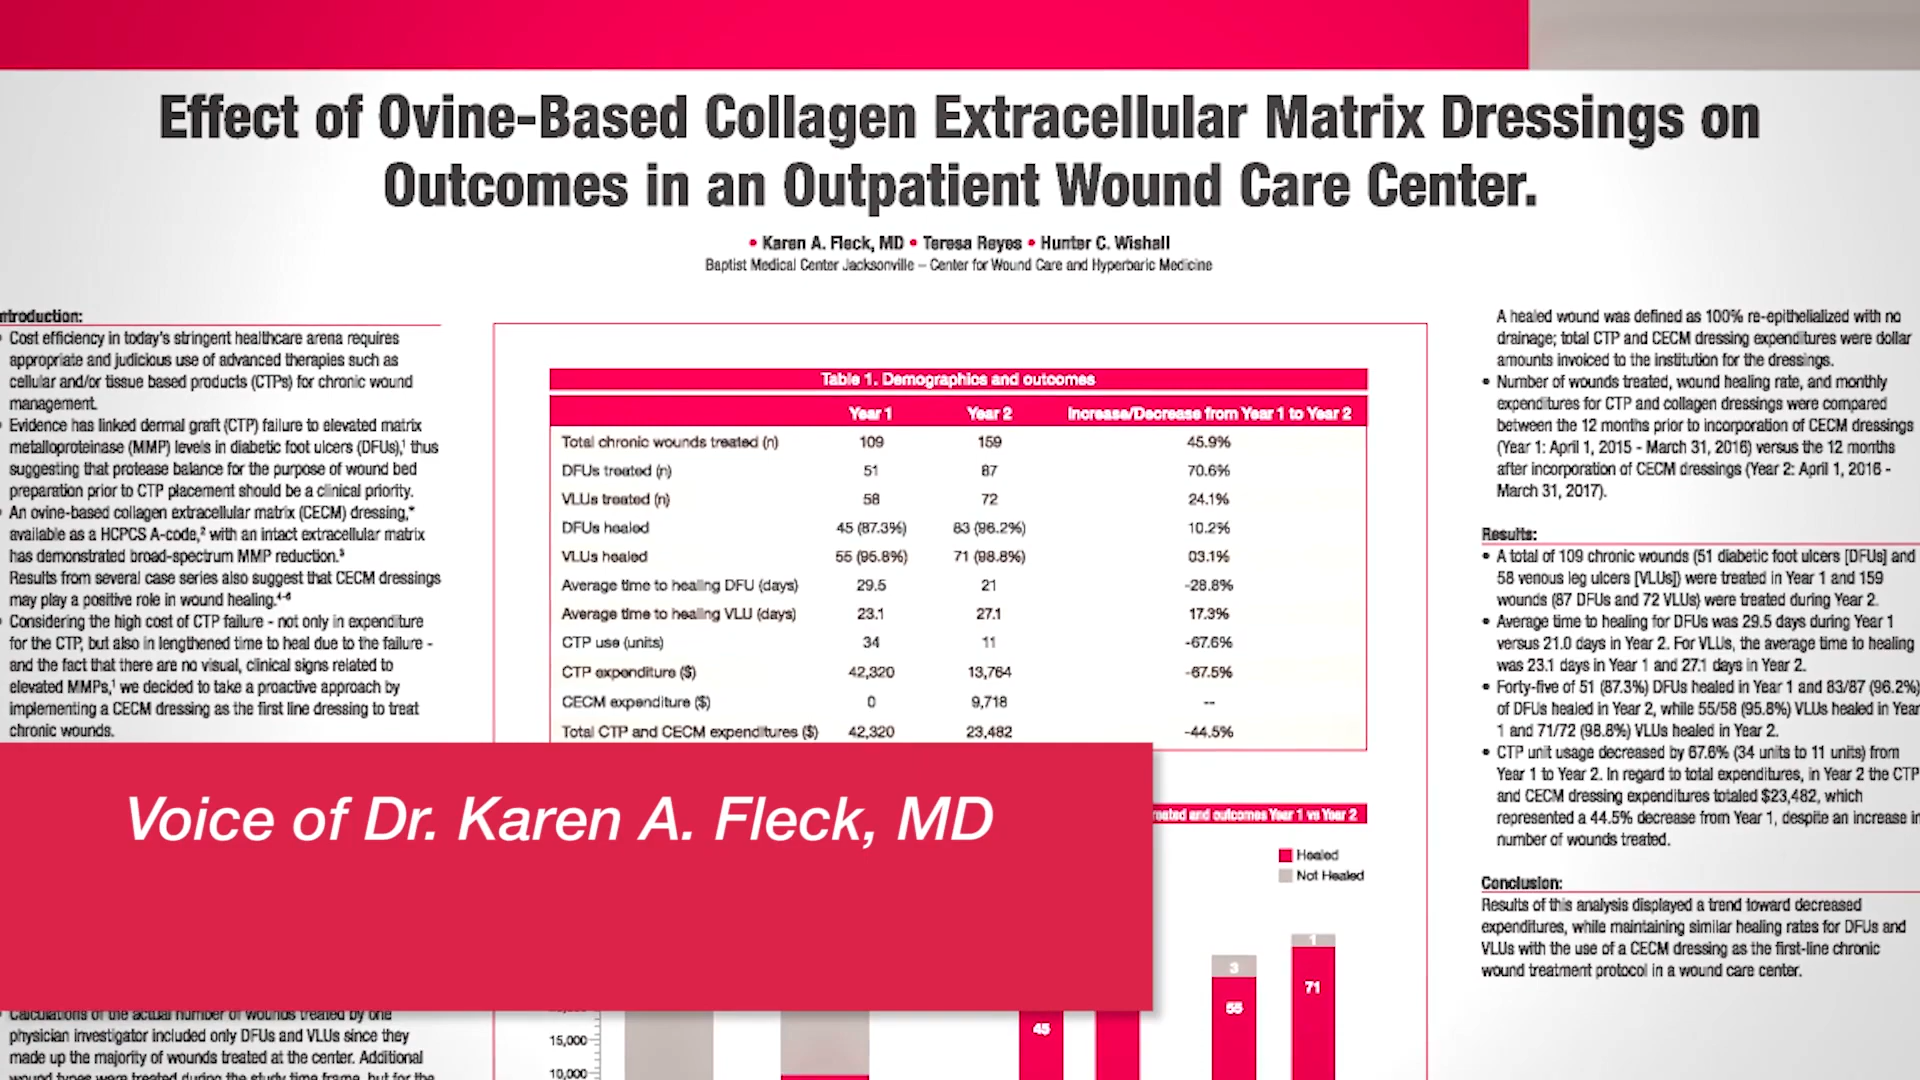 Effect of Ovine-Based Collagen Extracellular Matrix Dressings on
Outcomes in an Outpatient Wound Care Center.
• Karen A. Fleck, MD • Teresa Reyes • Hunter C. Wishall
Baptist Medical Center Jacksonville – Center for Wound Care and Hyperbaric Medicine
ntroduction:
Cost efficiency in today's stringent healthcare arena requires
appropriate and judicious use of advanced therapies such as
cellular and/or tissue based products (CTPs) for chronic wound
management.
Evidence has linked dermal graft (CTP) failure to elevated matrix
metalloproteinase (MMP) levels in diabetic foot ulcers (DFUs),¹ thus
suggesting that protease balance for the purpose of wound bed
preparation prior to CTP placement should be a clinical priority.
An ovine-based collagen extracellular matrix (CECM) dressing,*
available as a HCPCS A-code,² with an intact extracellular matrix
has demonstrated broad-spectrum MMP reduction.³
Results from several case series also suggest that CECM dressings
may play a positive role in wound healing.⁴⁻⁶
Considering the high cost of CTP failure - not only in expenditure
for the CTP, but also in lengthened time to heal due to the failure -
and the fact that there are no visual, clinical signs related to
elevated MMPs,¹ we decided to take a proactive approach by
implementing a CECM dressing as the first line dressing to treat
chronic wounds.
Calculations of the actual number of wounds treated by one
physician investigator included only DFUs and VLUs since they
made up the majority of wounds treated at the center. Additional
wound types were treated during the study time frame, but for the
Table 1. Demographics and outcomes
Year 1 Year 2 Increase/Decrease from Year 1 to Year 2
Total chronic wounds treated (n) 109 159 45.9%
DFUs treated (n) 51 87 70.6%
VLUs treated (n) 58 72 24.1%
DFUs healed 45 (87.3%) 83 (96.2%) 10.2%
VLUs healed 55 (95.8%) 71 (98.8%) 03.1%
Average time to healing DFU (days) 29.5 21 -28.8%
Average time to healing VLU (days) 23.1 27.1 17.3%
CTP use (units) 34 11 -67.6%
CTP expenditure ($) 42,320 13,764 -67.5%
CECM expenditure ($) 0 9,718 --
Total CTP and CECM expenditures ($) 42,320 23,482 -44.5%
Voice of Dr. Karen A. Fleck, MD
and outcomes Year 1 vs Year 2
Healed
Not Healed
15,000
10,000
45
3
55
1
71
A healed wound was defined as 100% re-epithelialized with no
drainage; total CTP and CECM dressing expenditures were dollar
amounts invoiced to the institution for the dressings.
• Number of wounds treated, wound healing rate, and monthly
expenditures for CTP and collagen dressings were compared
between the 12 months prior to incorporation of CECM dressings
(Year 1: April 1, 2015 - March 31, 2016) versus the 12 months
after incorporation of CECM dressings (Year 2: April 1, 2016 -
March 31, 2017).
Results:
• A total of 109 chronic wounds (51 diabetic foot ulcers [DFUs] and
58 venous leg ulcers [VLUs]) were treated in Year 1 and 159
wounds (87 DFUs and 72 VLUs) were treated during Year 2.
• Average time to healing for DFUs was 29.5 days during Year 1
versus 21.0 days in Year 2. For VLUs, the average time to healing
was 23.1 days in Year 1 and 27.1 days in Year 2.
• Forty-five of 51 (87.3%) DFUs healed in Year 1 and 83/87 (96.2%)
of DFUs healed in Year 2, while 55/58 (95.8%) VLUs healed in Year
1 and 71/72 (98.8%) VLUs healed in Year 2.
• CTP unit usage decreased by 67.6% (34 units to 11 units) from
Year 1 to Year 2. In regard to total expenditures, in Year 2 the CTP
and CECM dressing expenditures totaled $23,482, which
represented a 44.5% decrease from Year 1, despite an increase in
number of wounds treated.
Conclusion:
Results of this analysis displayed a trend toward decreased
expenditures, while maintaining similar healing rates for DFUs and
VLUs with the use of a CECM dressing as the first-line chronic
wound treatment protocol in a wound care center.